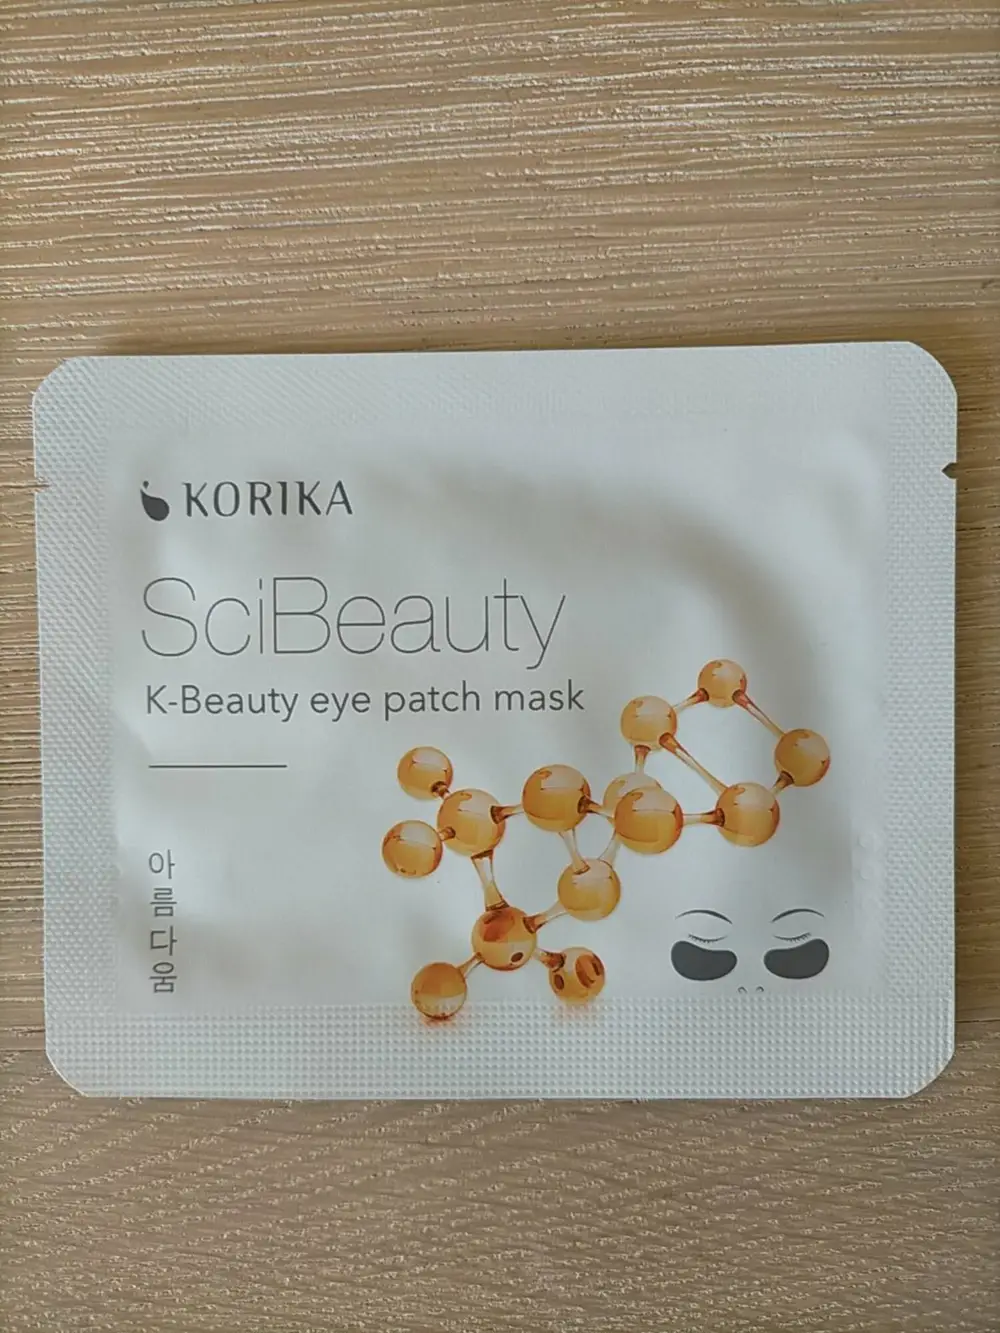 KORIKA
SciBeauty
K-Beauty eye patch mask
아름다움